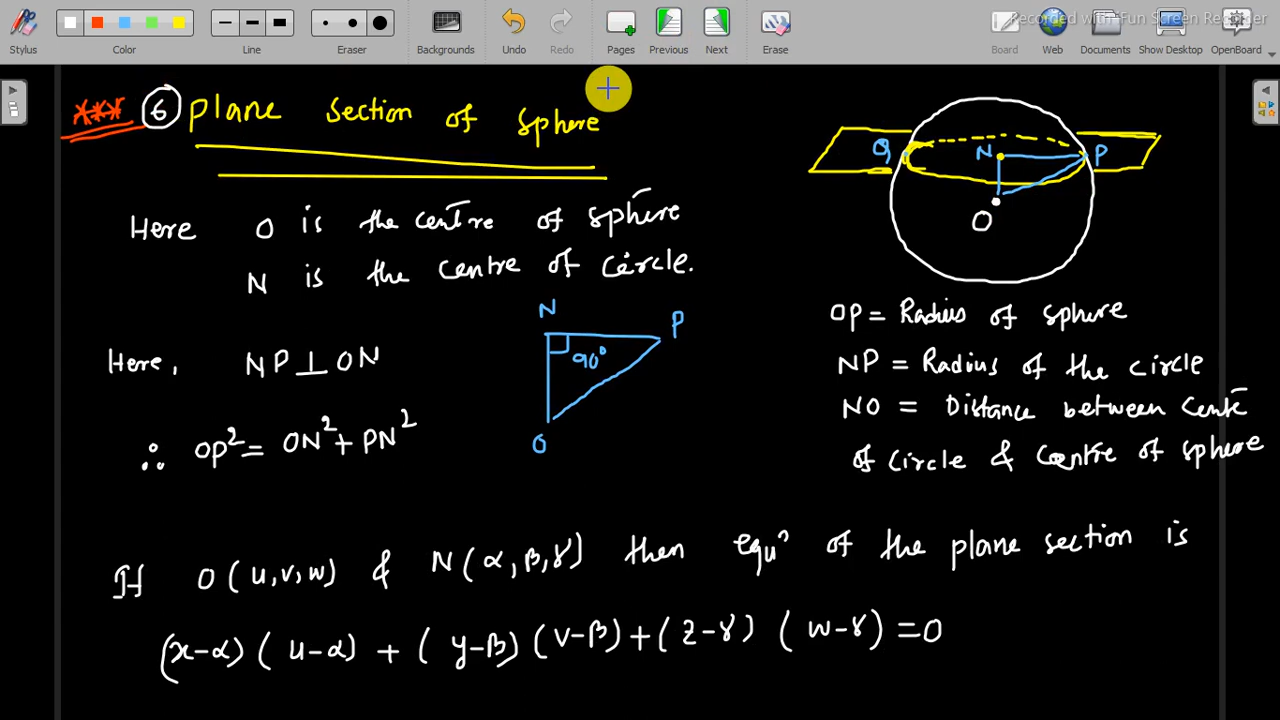 Recorded with Fun Screen Recorder
Stylus Color Line Eraser Backgrounds Undo Redo Pages Previous Next Erase Board Web Documents Show Desktop OpenBoard
*** 6 Plane section of sphere
Q N P
O
Here O is the centre of sphere
N is the centre of circle.
N P
90°
O
OP = Radius of sphere
NP = Radius of the circle
NO = Distance between Centre
of circle & Centre of sphere
Here, NP ⊥ ON
∴ OP² = ON² + PN²
If O(u,v,w) & N(α,β,γ) then equⁿ of the plane section is
(x-α)(u-α) + (y-β)(v-β) + (z-γ)(w-γ) = 0